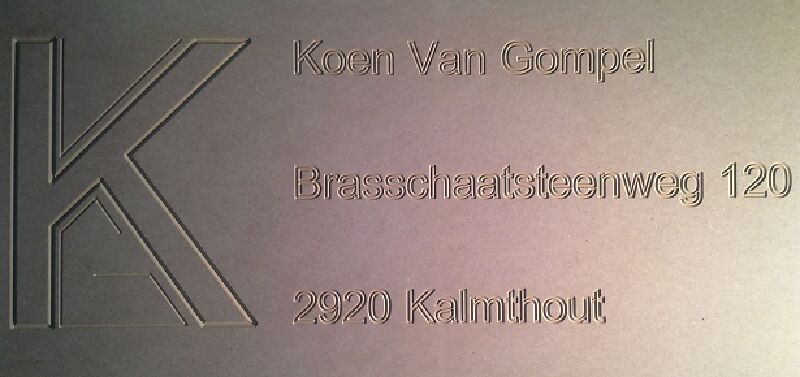 Koen Van Gompel
Brasschaatsteenweg 120
2920 Kalmthout